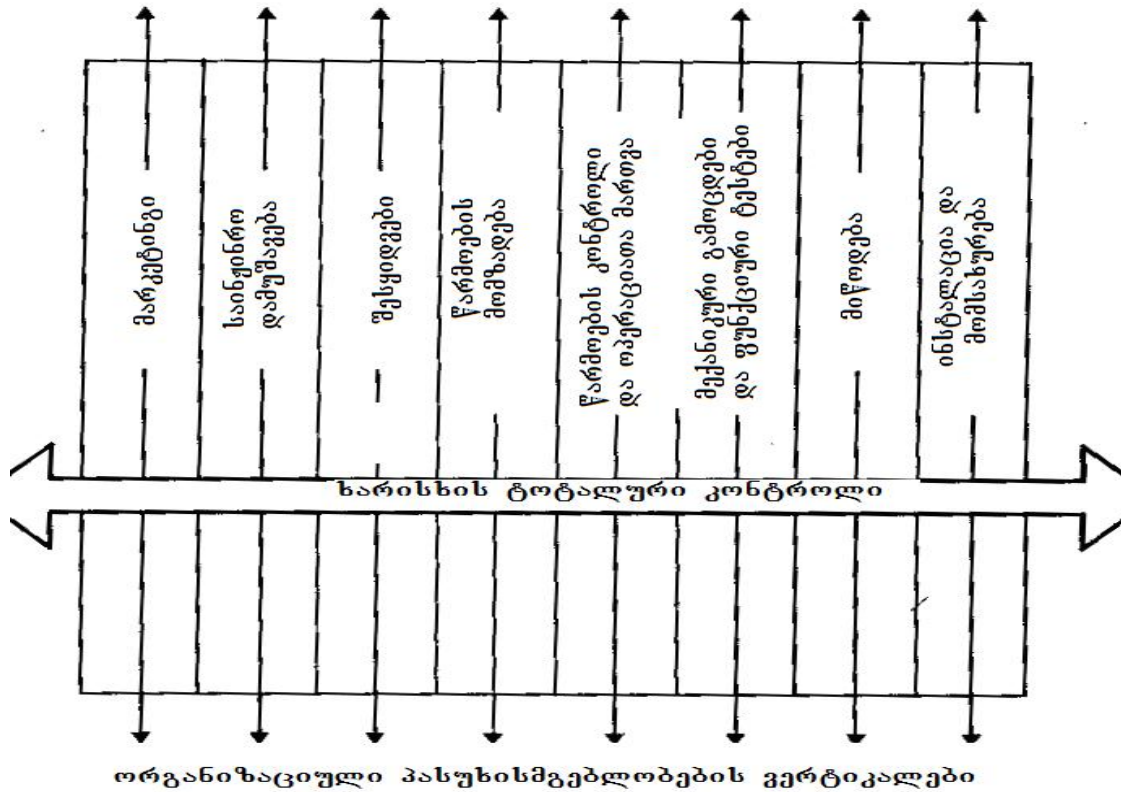 მარკეტინგი
საინჟინრო
დამუშავება
შესყიდვები
წარმოების
მომზადება
წარმოების კონტროლი
და ოპერაციათა მართვა
მექანიკური გამოცდები
და ფუნქციური ტესტები
მიწოდება
ინსტალაცია და
მომსახურება
ხარისხის ტოტალური კონტროლი
ორგანიზაციული პასუხისმგებლობების ვერტიკალები